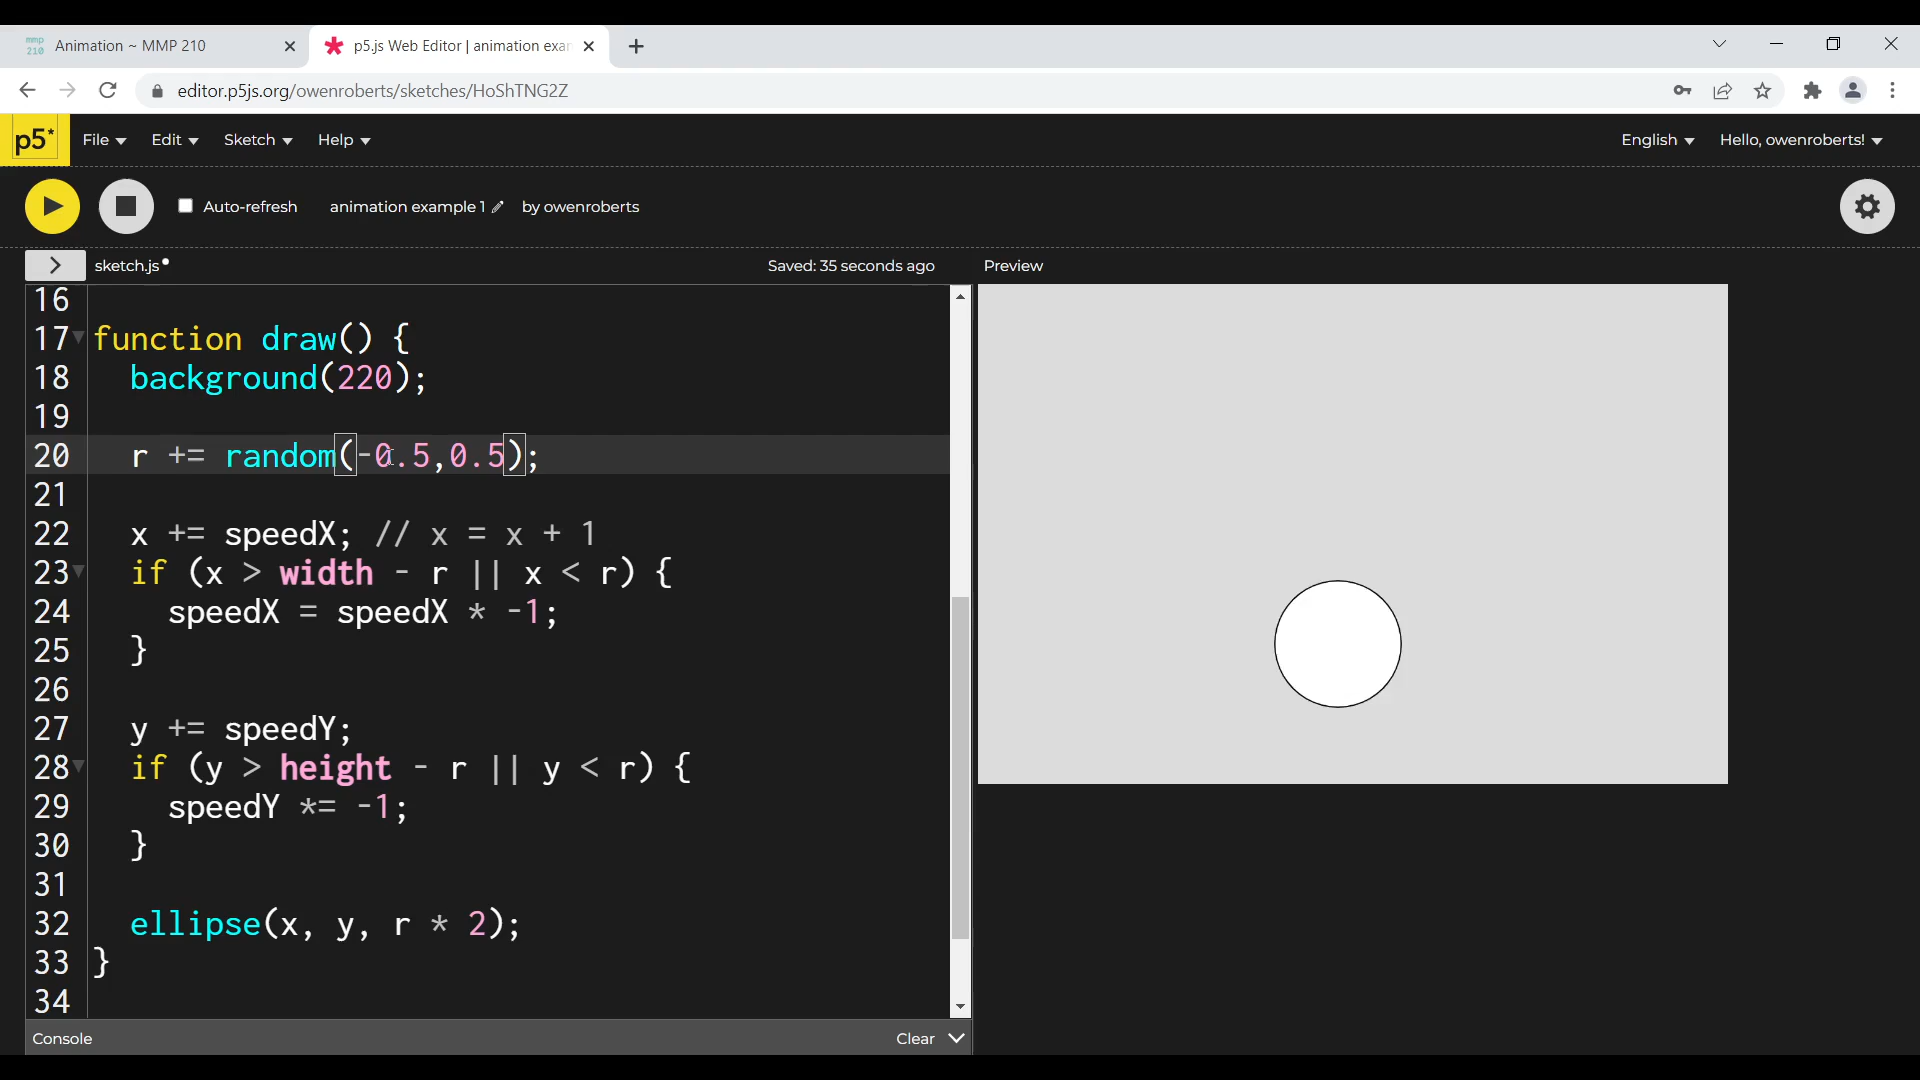 mmp 210 Animation ~ MMP 210
p5.js Web Editor | animation exa
editor.p5js.org/owenroberts/sketches/HoShTNG2Z
p5* File Edit Sketch Help English Hello, owenroberts!
Auto-refresh animation example 1 by owenroberts
> sketch.js• Saved: 35 seconds ago Preview
16
17 function draw() {
18 background(220);
19
20 r += random(-0.5,0.5);
21
22 x += speedX; // x = x + 1
23 if (x > width - r || x < r) {
24 speedX = speedX * -1;
25 }
26
27 y += speedY;
28 if (y > height - r || y < r) {
29 speedY *= -1;
30 }
31
32 ellipse(x, y, r * 2);
33 }
34
Console Clear